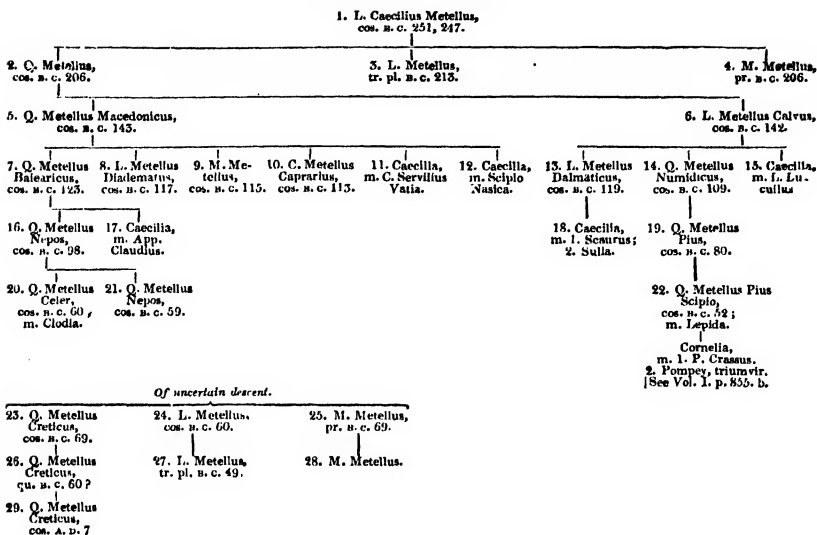 1. L. Caecilius Metellus,
cos. B. C. 251, 247.
2. Q. Metellus,
cos. B. C. 206.
3. L. Metellus,
tr. pl. B. C. 213.
4. M. Metellus,
pr. B. C. 206.
5. Q. Metellus Macedonicus,
cos. B. C. 143.
6. L. Metellus Calvus,
cos. B. C. 142.
7. Q. Metellus
Balearicus,
cos. B. C. 123.
8. L. Metellus
Diadematus,
cos. B. C. 117.
9. M. Me-
tellus,
cos. B. C. 115.
10. C. Metellus
Caprarius,
cos. B. C. 113.
11. Caecilla,
m. C. Servilius
Vatia.
12. Caecilla,
m. Scipio
Nasica.
13. L. Metellus
Dalmaticus,
cos. B. C. 119.
14. Q. Metellus
Numidicus,
cos. B. C. 109.
15. Caecilla,
m. L. Lu-
cullus
16. Q. Metellus
Nepos,
cos. B. C. 98.
17. Caecilia,
m. App.
Claudius.
18. Caecilia,
m. 1. Scaurus;
2. Sulla.
19. Q. Metellus
Pius,
cos. B. C. 80.
20. Q. Metellus
Celer,
cos. B. C. 60,
m. Clodia.
21. Q. Metellus
Nepos,
cos. B. C. 59.
22. Q. Metellus Pius
Scipio,
cos. B. C. 52;
m. Lepida.
Cornelia,
m. 1. P. Crassus.
2. Pompey, triumvir.
[See Vol. I. p. 855. b.
Of uncertain descent.
23. Q. Metellus
Creticus,
cos. B. C. 69.
24. L. Metellus,
cos. B. C. 60.
25. M. Metellus,
pr. B. C. 69.
26. Q. Metellus
Creticus,
qu. B. C. 60?
27. L. Metellus,
tr. pl. B. C. 49.
28. M. Metellus.
29. Q. Metellus
Creticus,
cos. A. D. 7